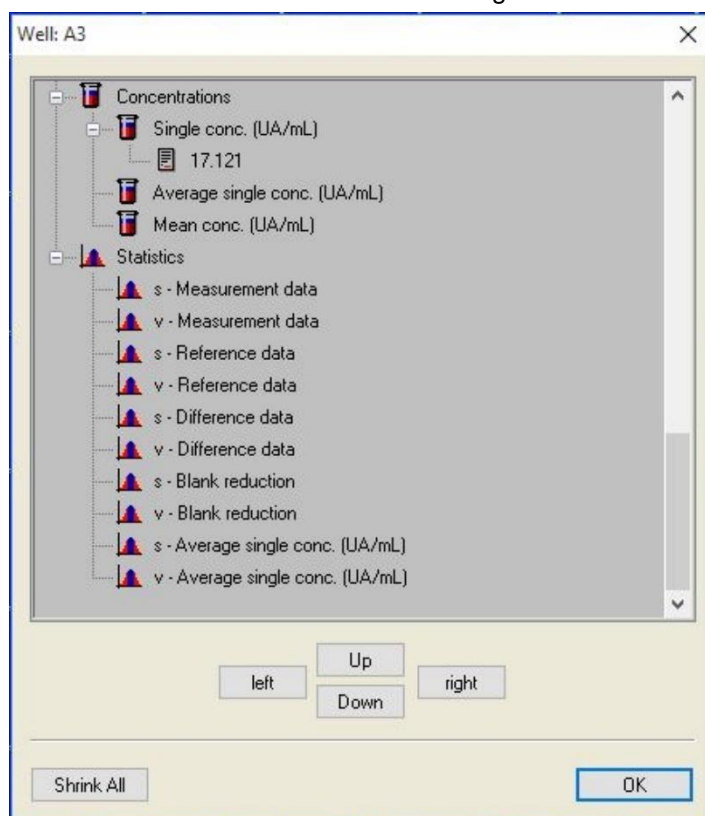 Well: A3
Concentrations
Single conc. (UA/mL)
17.121
Average single conc. (UA/mL)
Mean conc. (UA/mL)
Statistics
s - Measurement data
v - Measurement data
s - Reference data
v - Reference data
s - Difference data
v - Difference data
s - Blank reduction
v - Blank reduction
s - Average single conc. (UA/mL)
v - Average single conc. (UA/mL)
Up
left
right
Down
Shrink All
OK